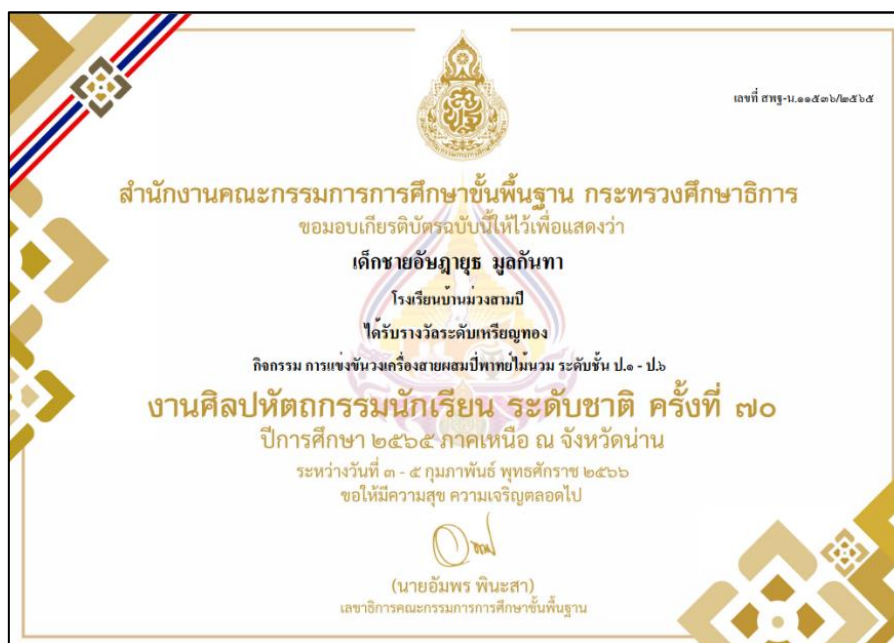 เลขที่ สพฐ-น.๑๑๕๓๖/๒๕๖๕
สำนักงานคณะกรรมการการศึกษาขั้นพื้นฐาน กระทรวงศึกษาธิการ
ขอมอบเกียรติบัตรฉบับนี้ให้ไว้เพื่อแสดงว่า
เด็กชายอัษฎายุธ มูลกันทา
โรงเรียนบ้านม่วงสามปี
ได้รับรางวัลระดับเหรียญทอง
กิจกรรม การแข่งขันวงเครื่องสายผสมปี่พาทย์ไม้นวม ระดับชั้น ป.๑ - ป.๖
งานศิลปหัตถกรรมนักเรียน ระดับชาติ ครั้งที่ ๗๐
ปีการศึกษา ๒๕๖๕ ภาคเหนือ ณ จังหวัดน่าน
ระหว่างวันที่ ๓ - ๕ กุมภาพันธ์ พุทธศักราช ๒๕๖๖
ขอให้มีความสุข ความเจริญตลอดไป
(นายอัมพร พินะสา)
เลขาธิการคณะกรรมการการศึกษาขั้นพื้นฐาน